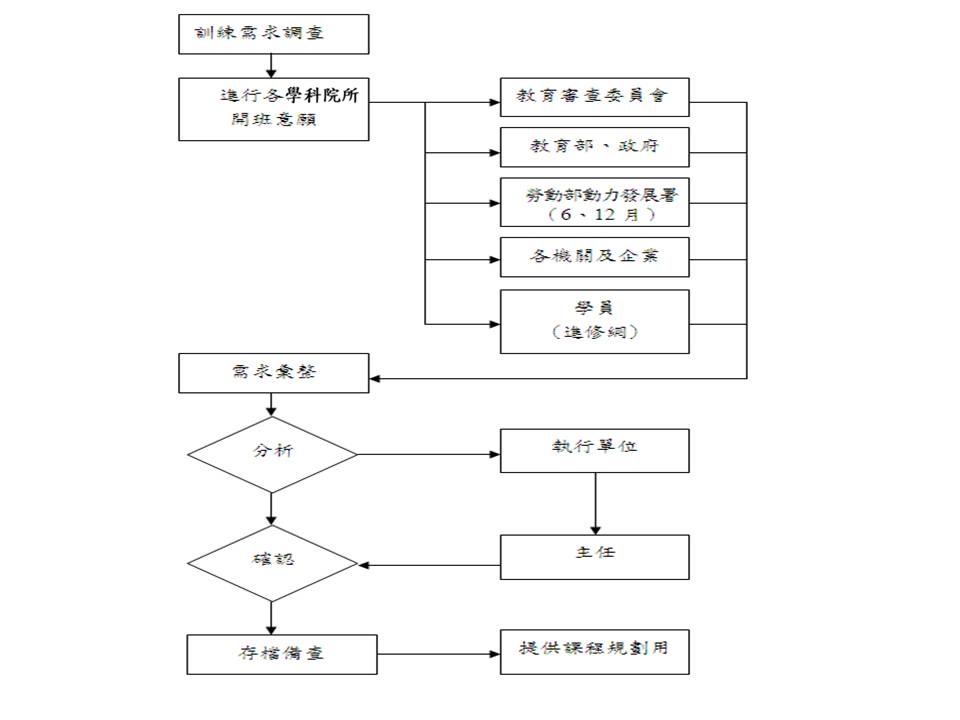 訓練需求調查
進行各學科院所
開班意願
教育審查委員會
教育部、政府
勞動部動力發展署
（6、12 月）
各機關及企業
學員
（進修網）
需求彙整
分析
執行單位
確認
主任
存檔備查
提供課程規劃用